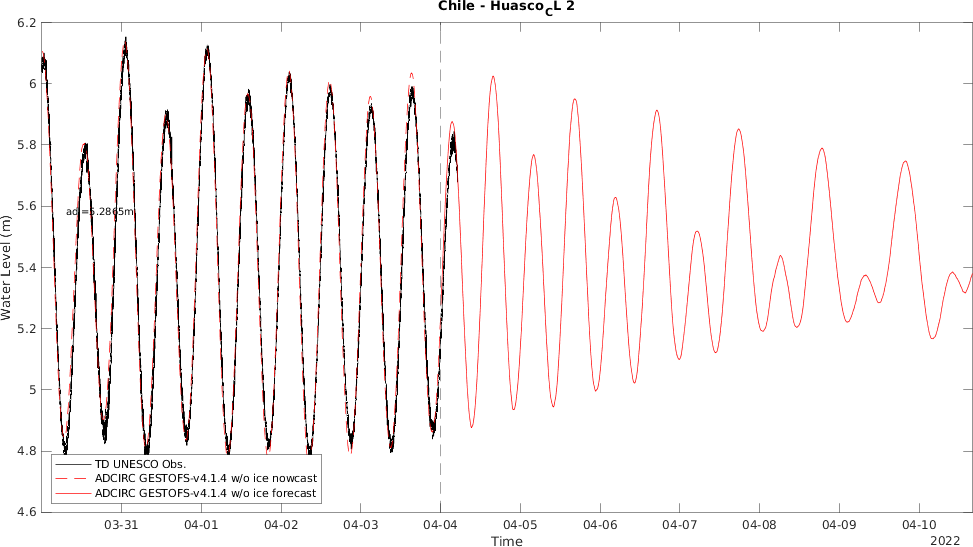 Chile - HuascoCL 2
Water Level (m)
6.2
6
5.8
5.6
5.4
5.2
5
4.8
4.6
adj=5.2865m
TD UNESCO Obs.
ADCIRC GESTOFS-v4.1.4 w/o ice nowcast
ADCIRC GESTOFS-v4.1.4 w/o ice forecast
03-31 04-01 04-02 04-03 04-04 04-05 04-06 04-07 04-08 04-09 04-10
Time
2022